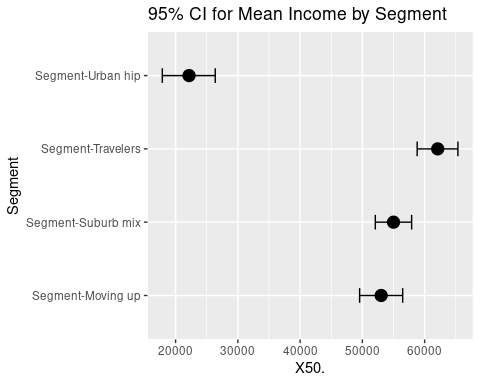 95% CI for Mean Income by Segment
Segment
Segment-Urban hip
Segment-Travelers
Segment-Suburb mix
Segment-Moving up
20000 30000 40000 50000 60000
X50.